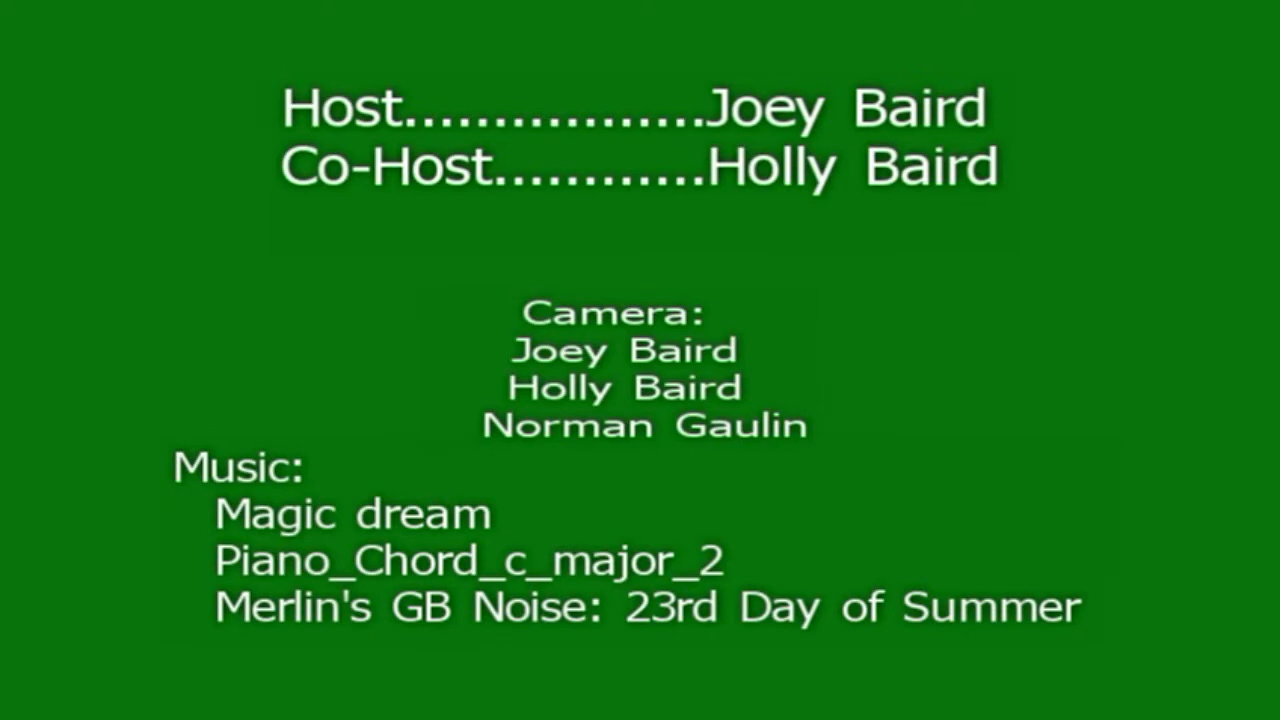 Host.................Joey Baird
Co-Host............Holly Baird
Camera:
Joey Baird
Holly Baird
Norman Gaulin
Music:
Magic dream
Piano_Chord_c_major_2
Merlin's GB Noise: 23rd Day of Summer